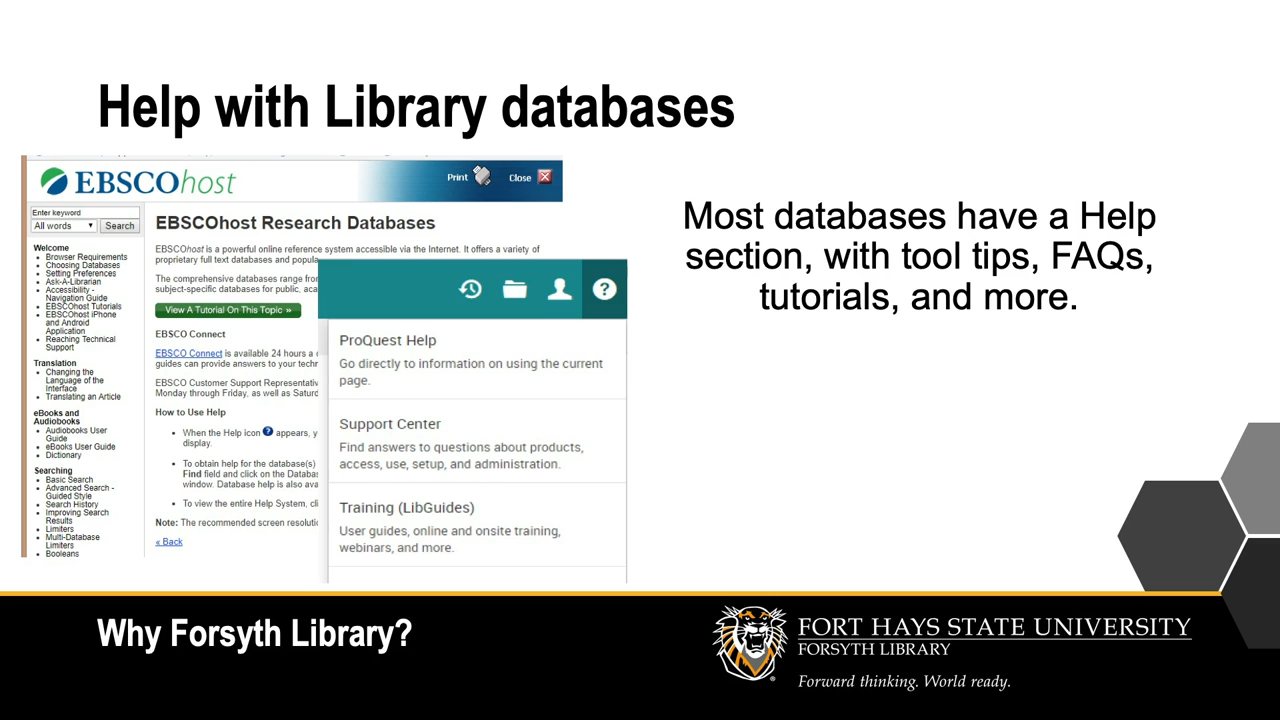 Help with Library databases
EBSCOhost
Print
Close
Enter keyword
All words
Search
Welcome
Browser Requirements
Choosing Databases
Setting Preferences
Ask-A-Librarian
Accessibility -
Navigation Guide
EBSCOhost Tutorials
EBSCOhost iPhone
and Android
Application
Reaching Technical
Support
Translation
Changing the
Language of the
Interface
Translating an Article
eBooks and
Audiobooks
Audiobooks User
Guide
eBooks User Guide
Dictionary
Searching
Basic Search
Advanced Search -
Guided Style
Search History
Improving Search
Results
Limiters
Multi-Database
Limiters
Booleans
EBSCOhost Research Databases
EBSCOhost is a powerful online reference system accessible via the Internet. It offers a variety of
proprietary full text databases and popula
The comprehensive databases range from
subject-specific databases for public, aca
View A Tutorial On This Topic »
EBSCO Connect
EBSCO Connect is available 24 hours a
guides can provide answers to your techn
EBSCO Customer Support Representativ
Monday through Friday, as well as Saturd
How to Use Help
When the Help icon ? appears, y
display.
To obtain help for the database(s)
Find field and click on the Databas
window. Database help is also ava
To view the entire Help System, cli
Note: The recommended screen resoluti
« Back
?
ProQuest Help
Go directly to information on using the current
page.
Support Center
Find answers to questions about products,
access, use, setup, and administration.
Training (LibGuides)
User guides, online and onsite training,
webinars, and more.
Most databases have a Help
section, with tool tips, FAQs,
tutorials, and more.
Why Forsyth Library?
FORT HAYS STATE UNIVERSITY
FORSYTH LIBRARY
Forward thinking. World ready.